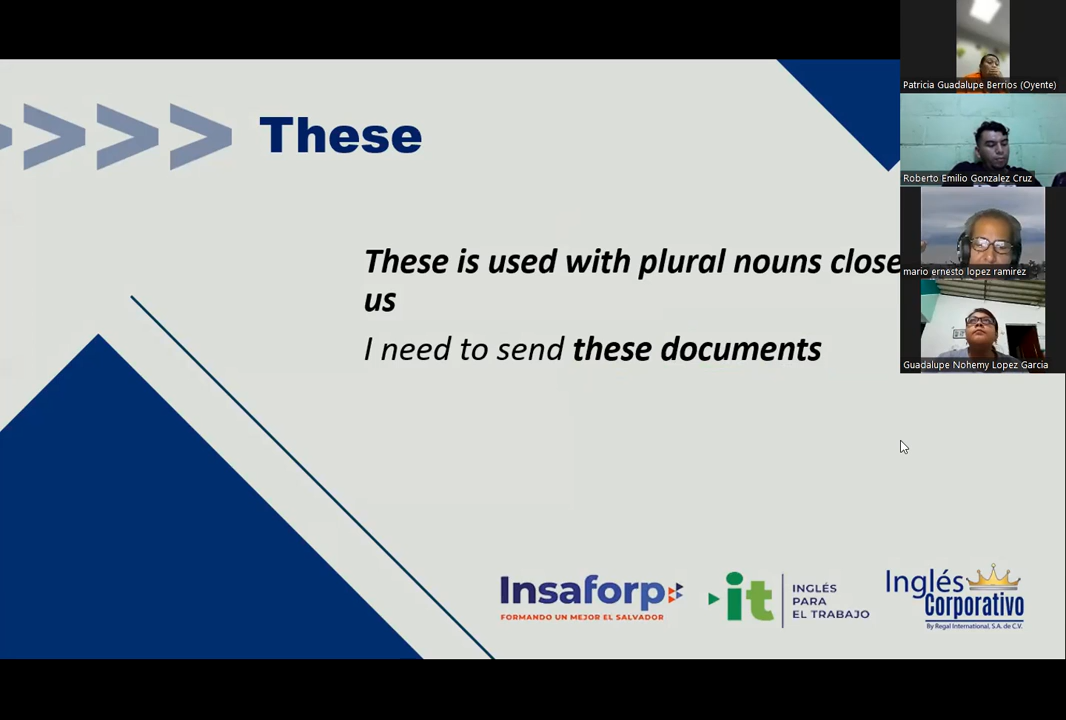 These
These is used with plural nouns close
us
I need to send these documents
Patricia Guadalupe Berrios (Oyente)
Roberto Emilio Gonzalez Cruz
mario ernesto lopez ramirez
Guadalupe Nohemy Lopez Garcia
Insaforp
FORMANDO UN MEJOR EL SALVADOR
it
INGLÉS
PARA
EL TRABAJO
Inglés
Corporativo
By Regal International, S.A. de C.V.